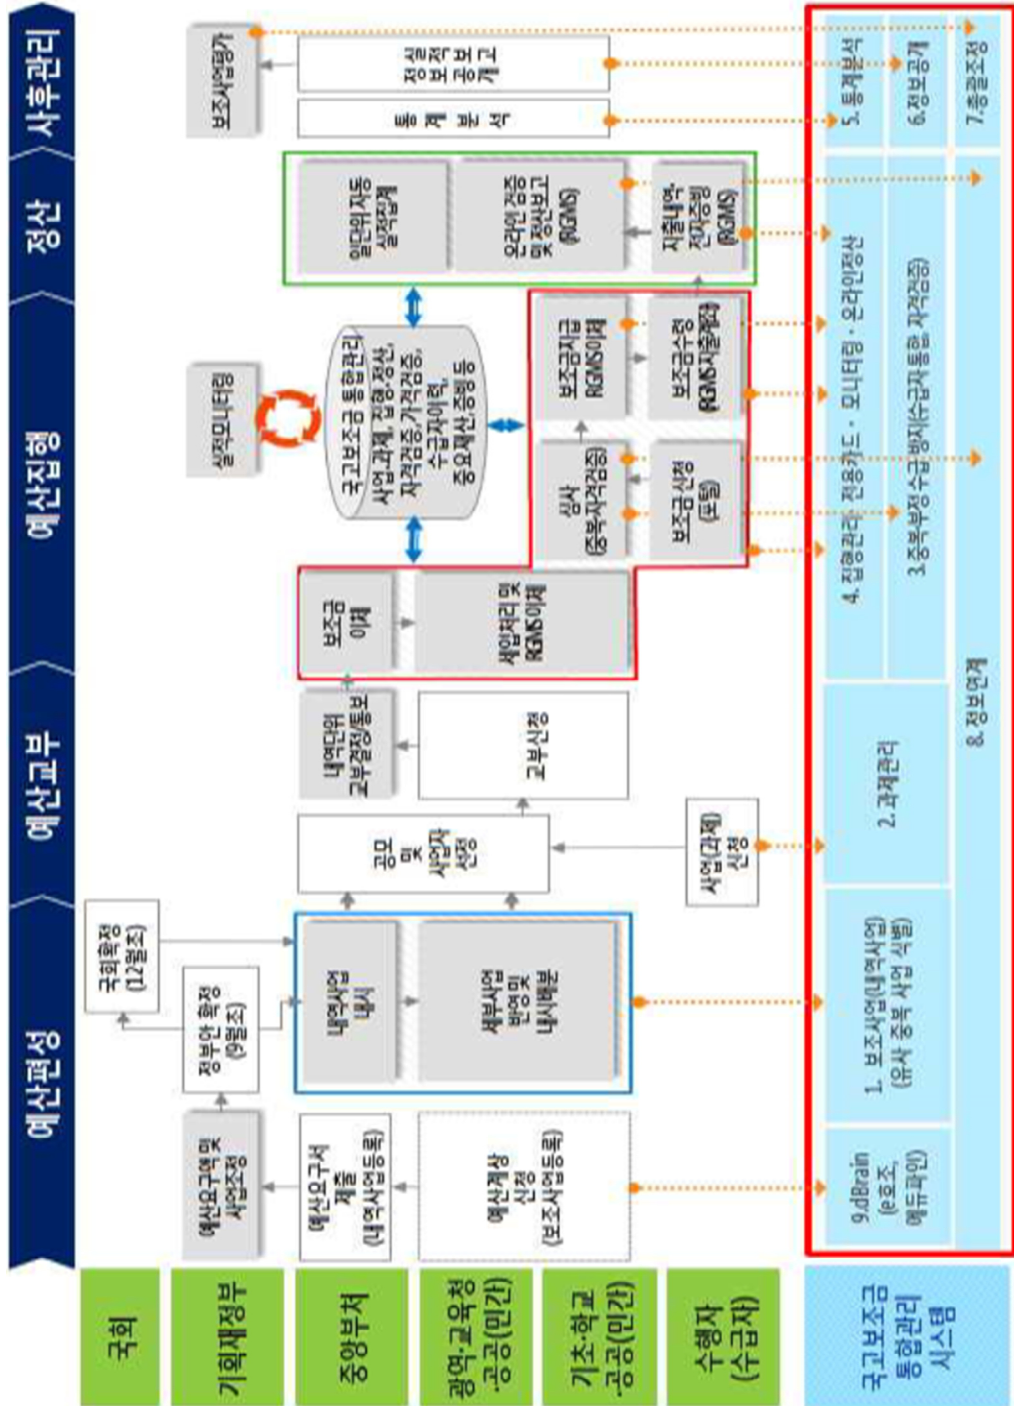 예산편성
예산교부
예산집행
정산
사후관리
국회
국회확정
(12월초)
기획재정부
예산요구액 및
사업조정
정부안 확정
(9월초)
실적모니터링
보조사업평가
중앙부처
예산요구서
제출
(내역사업등록)
내역사업
내시
공모
및
사업자
선정
내역단위
교부결정/통보
보조금
이체
국고보조금 통합관리
사업·과제, 집행·정산,
자격검증,가격검증,
수급자이력,
중요재산,증빙 등
일단위 자동
실적집계
통계 분석
실적보고
정보공개
광역·교육청
·공공(민간)
예산계상
신청
(보조사업등록)
세부사업
반영 및
내시배분
교부신청
세입처리 및
RGMS이체
온라인 검증
및 정산보고
(RGMS)
기초·학교
·공공(민간)
심사
(중복·자격검증)
보조금지급
RGMS이체
수행자
(수급자)
사업(과제)
신청
보조금 신청
(포털)
보조금수령
(RGMS지출계좌)
지출내역·
전자증빙
(RGMS)
국고보조금
통합관리
시스템
9.dBrain
(e호조,
에듀파인)
1. 보조사업(내역사업)
(유사 중복 사업 식별)
2. 과제관리
4. 집행관리· 전용카드 · 모니터링 · 온라인정산
3.중복부정 수급 방지(수급자통합, 자격검증)
5. 통계분석
6.정보공개
7.총괄조정
8. 정보연계